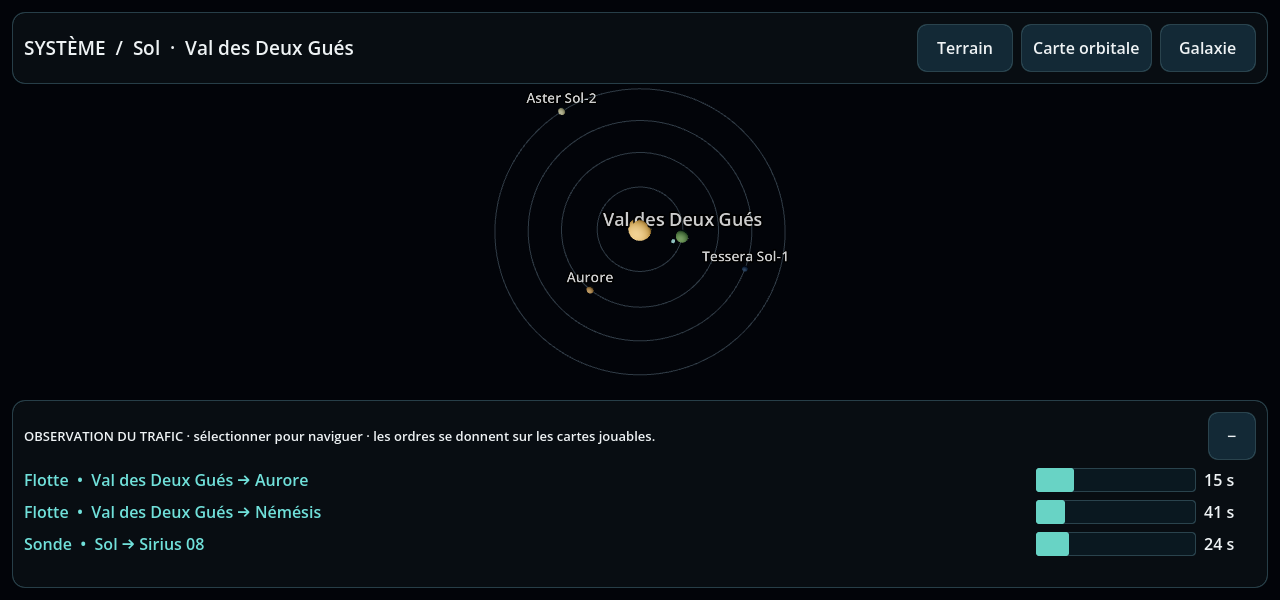 SYSTÈME / Sol · Val des Deux Gués
Terrain
Carte orbitale
Galaxie
Aster Sol-2
Val des Deux Gués
Tessera Sol-1
Aurore
OBSERVATION DU TRAFIC · sélectionner pour naviguer · les ordres se donnent sur les cartes jouables.
–
Flotte • Val des Deux Gués → Aurore
15 s
Flotte • Val des Deux Gués → Némésis
41 s
Sonde • Sol → Sirius 08
24 s